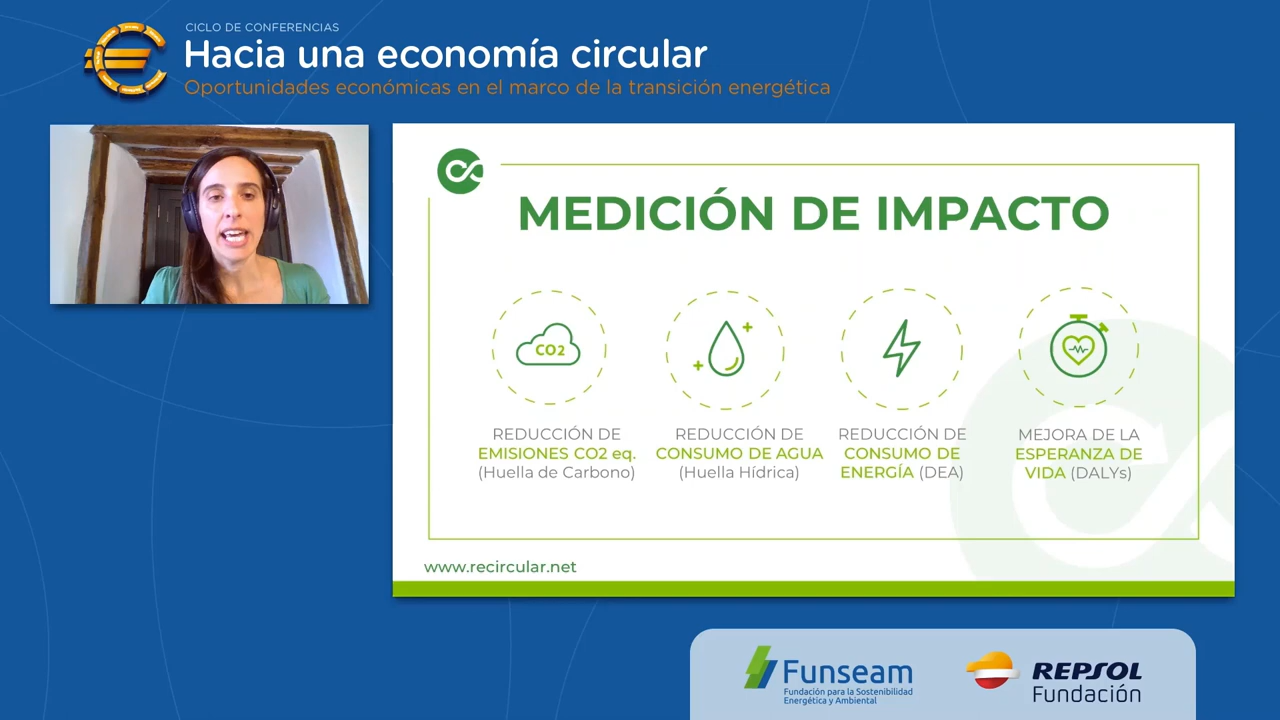 CICLO DE CONFERENCIAS
Hacia una economía circular
Oportunidades económicas en el marco de la transición energética
MEDICIÓN DE IMPACTO
CO2
REDUCCIÓN DE
EMISIONES CO2 eq.
(Huella de Carbono)
REDUCCIÓN DE
CONSUMO DE AGUA
(Huella Hídrica)
REDUCCIÓN DE
CONSUMO DE
ENERGÍA (DEA)
MEJORA DE LA
ESPERANZA DE
VIDA (DALYs)
www.recircular.net
Funseam
Fundación para la Sostenibilidad
Energética y Ambiental
REPSOL
Fundación